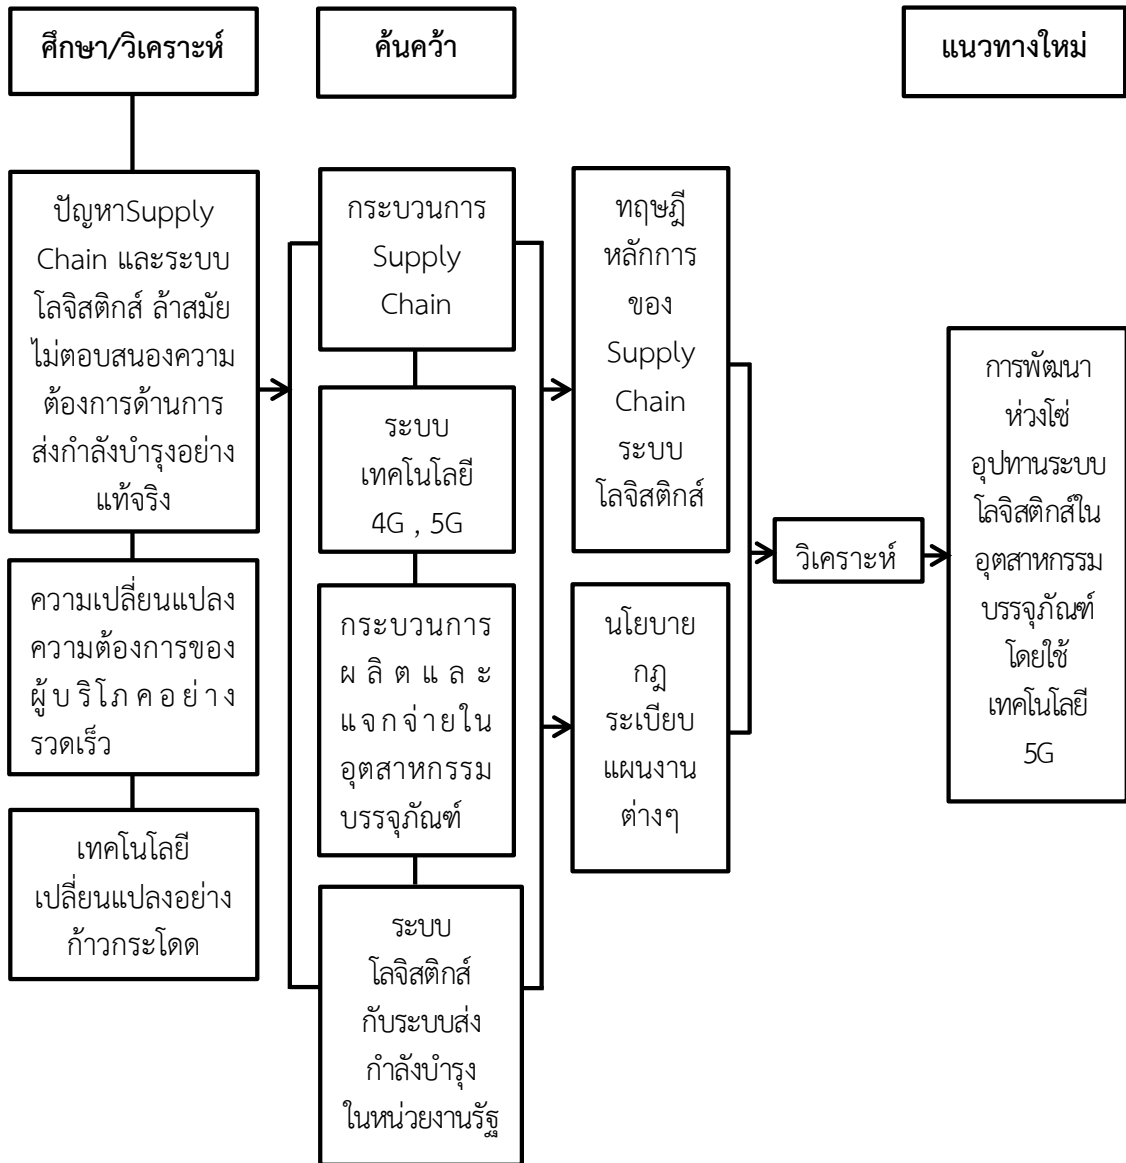 ศึกษา/วิเคราะห์
ค้นคว้า
แนวทางใหม่
ปัญหาSupply
Chain และระบบ
โลจิสติกส์ ล้าสมัย
ไม่ตอบสนองความ
ต้องการด้านการ
ส่งกำลังบำรุงอย่าง
แท้จริง
ความเปลี่ยนแปลง
ความต้องการของ
ผู้บริโภคอย่าง
รวดเร็ว
เทคโนโลยี
เปลี่ยนแปลงอย่าง
ก้าวกระโดด
กระบวนการ
Supply
Chain
ระบบ
เทคโนโลยี
4G , 5G
กระบวนการ
ผลิตและ
แจกจ่ายใน
อุตสาหกรรม
บรรจุภัณฑ์
ระบบ
โลจิสติกส์
กับระบบส่ง
กำลังบำรุง
ในหน่วยงานรัฐ
ทฤษฎี
หลักการ
ของ
Supply
Chain
ระบบ
โลจิสติกส์
นโยบาย
กฎ
ระเบียบ
แผนงาน
ต่างๆ
วิเคราะห์
การพัฒนา
ห่วงโซ่
อุปทานระบบ
โลจิสติกส์ใน
อุตสาหกรรม
บรรจุภัณฑ์
โดยใช้
เทคโนโลยี
5G